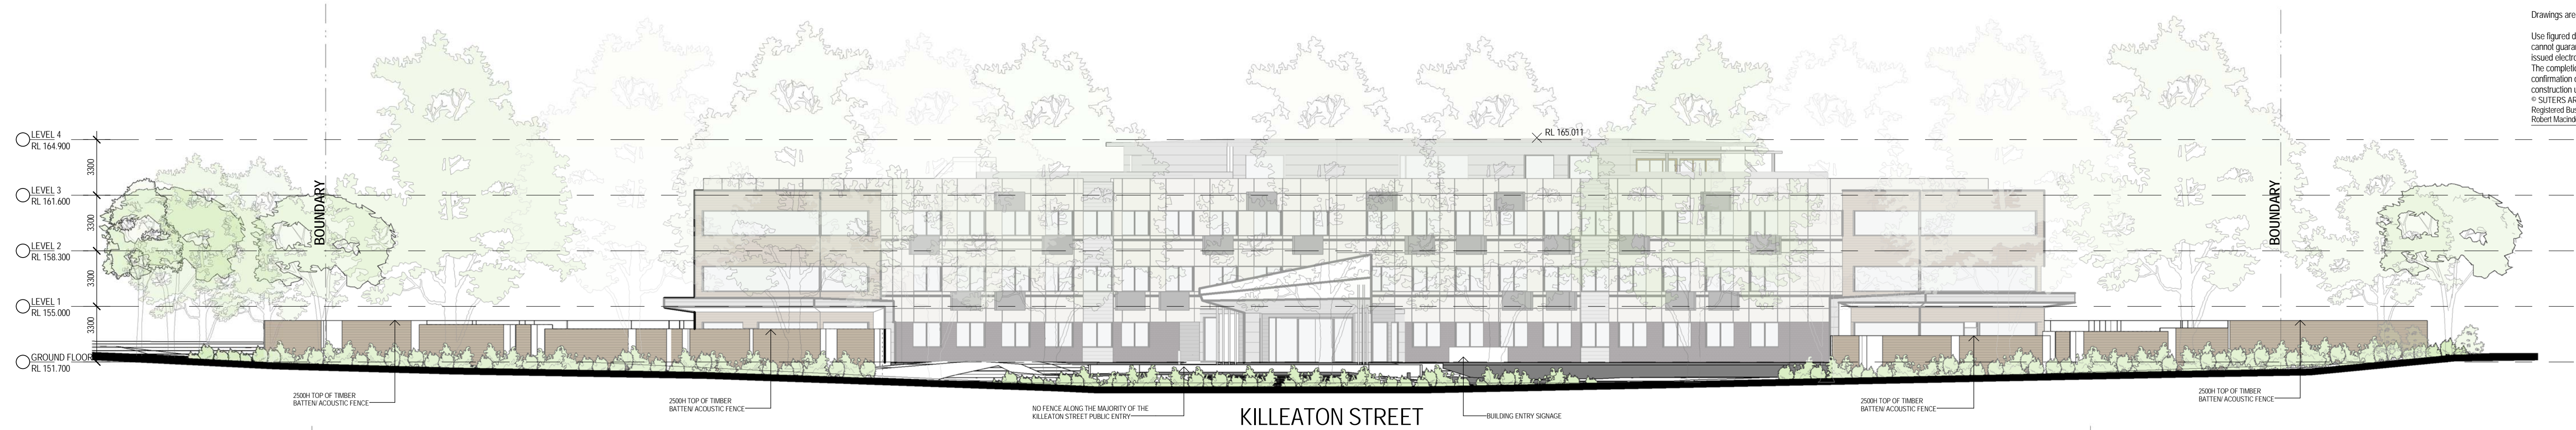 Drawings are
Use figured d
cannot guara
issued electro
The completi
confirmation
construction u
© SUTERS AR
Registered Bus
Robert Macind
LEVEL 4
RL 164.900
3300
LEVEL 3
RL 161.600
3300
LEVEL 2
RL 158.300
3300
LEVEL 1
RL 155.000
3300
GROUND FLOOR
RL 151.700
BOUNDARY
RL 165.011
BOUNDARY
2500H TOP OF TIMBER
BATTEN/ ACOUSTIC FENCE
2500H TOP OF TIMBER
BATTEN/ ACOUSTIC FENCE
NO FENCE ALONG THE MAJORITY OF THE
KILLEATON STREET PUBLIC ENTRY
KILLEATON STREET
BUILDING ENTRY SIGNAGE
2500H TOP OF TIMBER
BATTEN/ ACOUSTIC FENCE
2500H TOP OF TIMBER
BATTEN/ ACOUSTIC FENCE